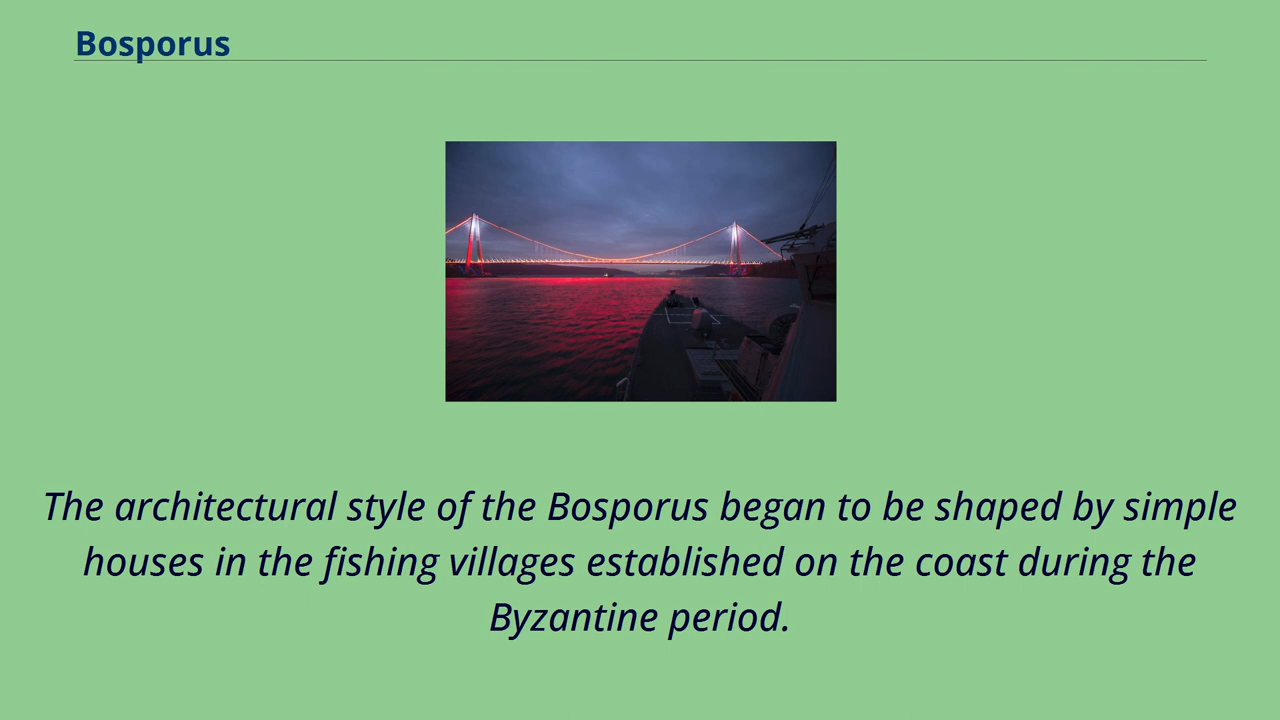 Bosporus
The architectural style of the Bosporus began to be shaped by simple
houses in the fishing villages established on the coast during the
Byzantine period.